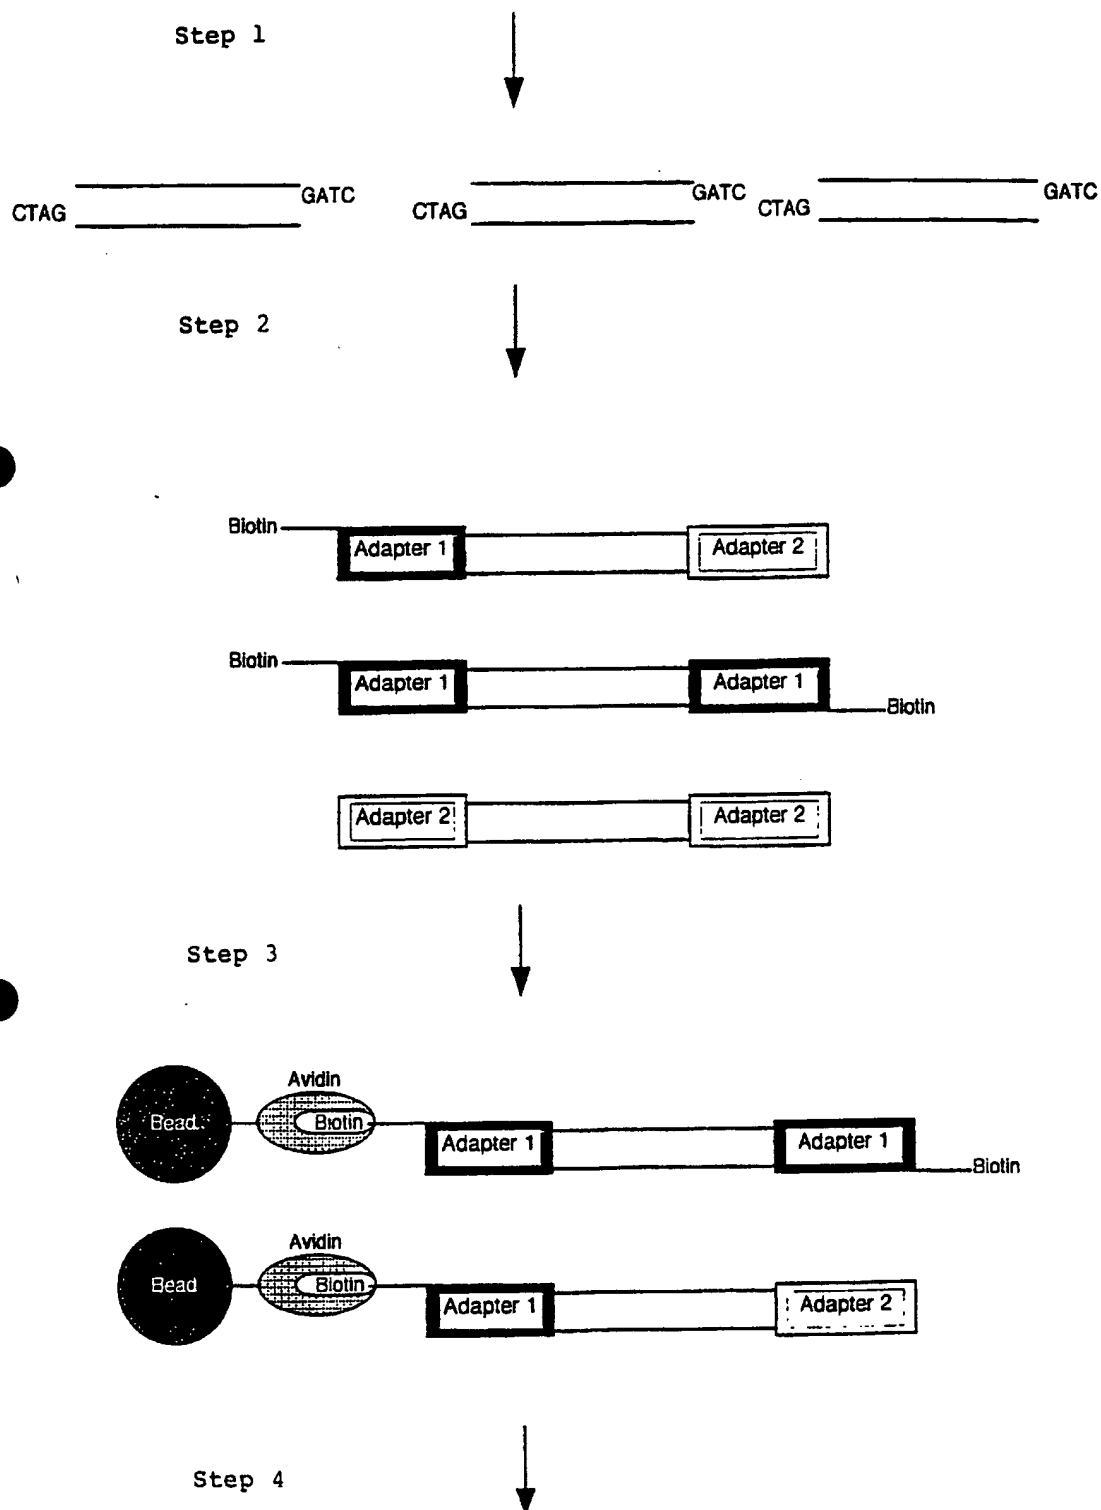 Step 1
CTAG GATC CTAG GATC CTAG GATC
Step 2
Biotin Adapter 1 Adapter 2
Biotin Adapter 1 Adapter 1 Biotin
Adapter 2 Adapter 2
Step 3
Avidin
Bead Biotin Adapter 1 Adapter 1 Biotin
Avidin
Bead Biotin Adapter 1 Adapter 2
Step 4